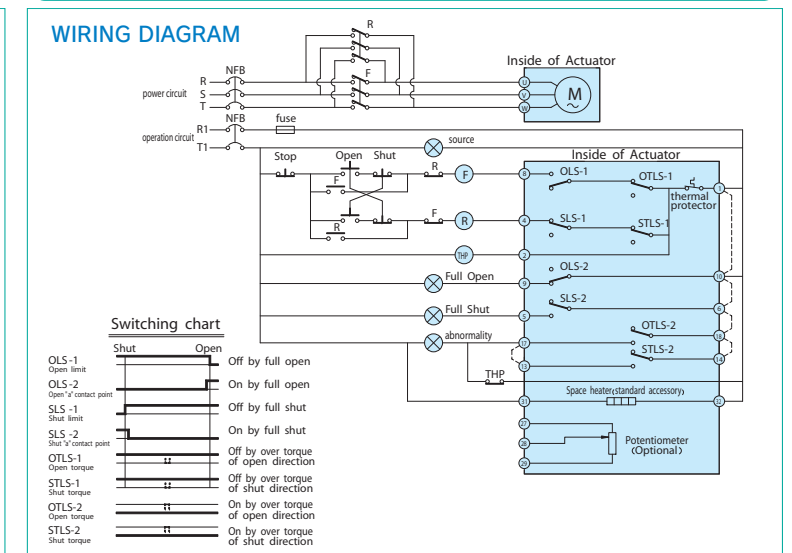 WIRING DIAGRAM
R
Inside of Actuator
NFB
F
R
U
power circuit
S
V
M
T
W
NFB
R1
fuse
operation circuit
T1
source
Stop
Open
Shut
Inside of Actuator
R
F
8
OLS-1
OTLS-1
1
F
thermal
protector
F
R
4
SLS-1
STLS-1
R
THP
2
OLS-2
Full Open
9
10
SLS-2
Full Shut
5
6
OTLS-2
abnormality
17
18
STLS-2
13
14
THP
Space heater(standard accessory)
31
32
27
28
Potentiometer
(Optional)
29
Switching chart
Shut
Open
OLS-1
Open limit
Off by full open
OLS-2
Open "a" contact point
On by full open
SLS -1
Shut limit
Off by full shut
SLS -2
Shut "a" contact point
On by full shut
OTLS-1
Open torque
Off by over torque
of open direction
STLS-1
Shut torque
Off by over torque
of shut direction
OTLS-2
Open torque
On by over torque
of open direction
STLS-2
Shut torque
On by over torque
of shut direction